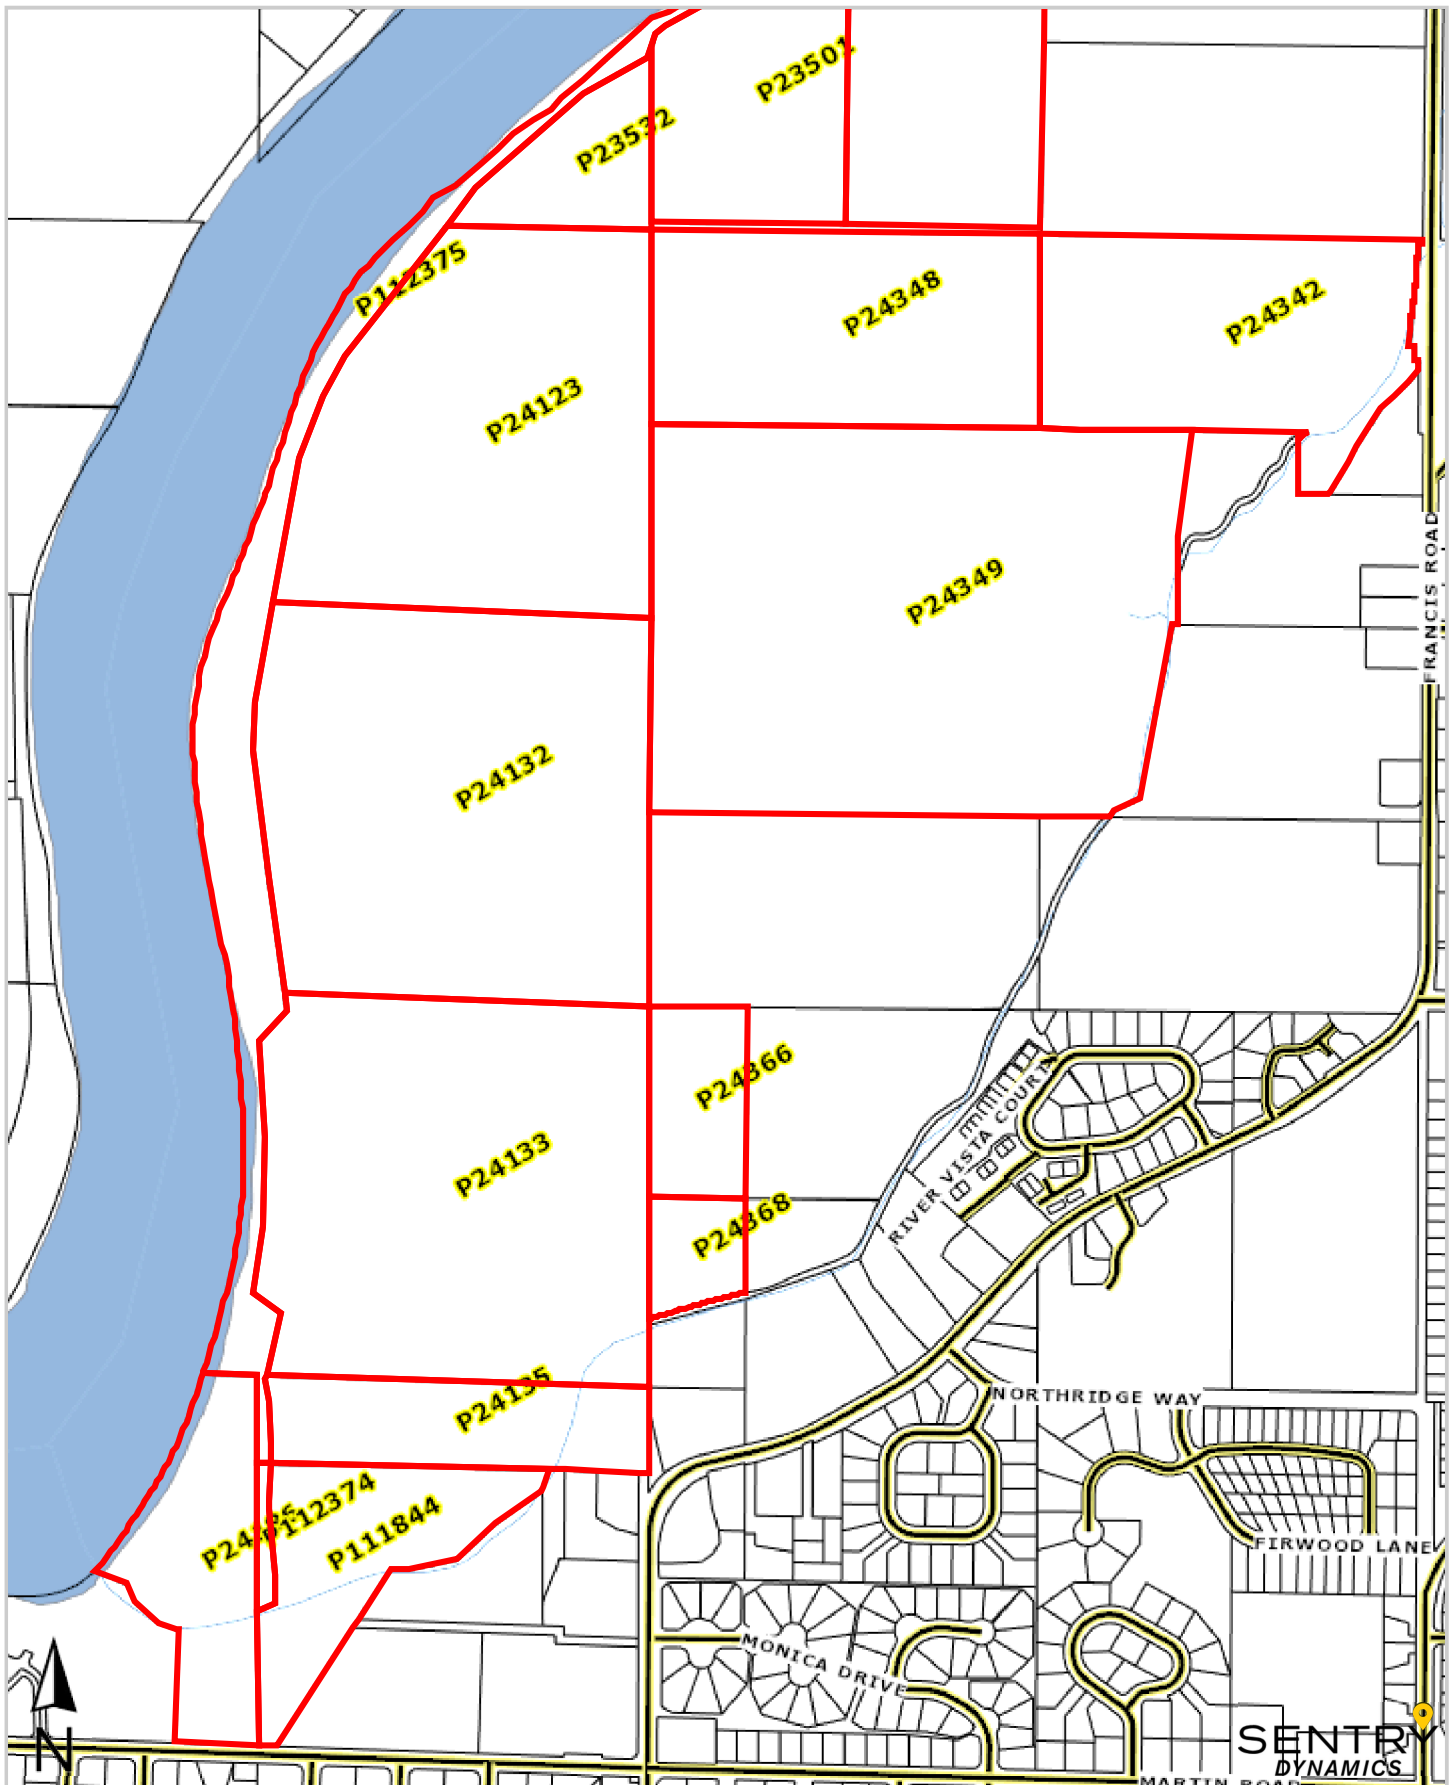 P23501
P23532
P112375
P24348
P24342
P24123
P24349
FRANCIS ROAD
P24132
P24366
RIVER VISTA COURT
P24133
P24368
P24135
NORTHRIDGE WAY
P112374
P111844
FIRWOOD LANE
MONICA DRIVE
N
SENTRY
DYNAMICS
MARTIN ROAD